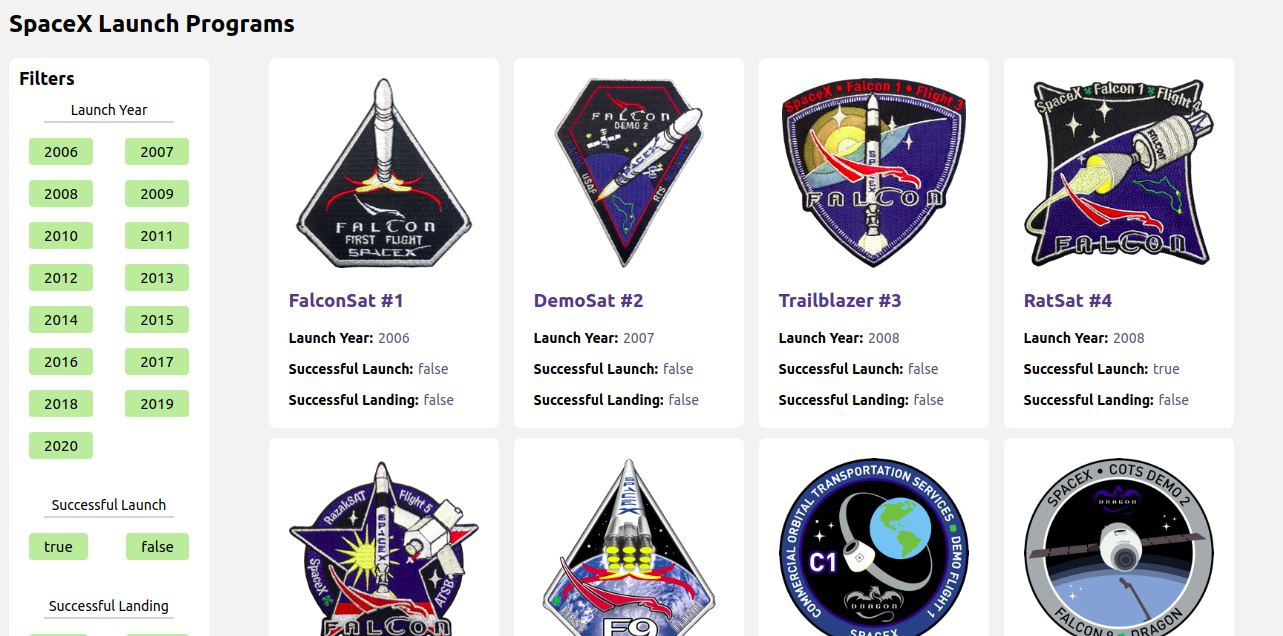 SpaceX Launch Programs
Filters
Launch Year
2006 2007
2008 2009
2010 2011
2012 2013
2014 2015
2016 2017
2018 2019
2020
Successful Launch
true false
Successful Landing
FALCON
FIRST FLIGHT
SPACEX
FalconSat #1
Launch Year: 2006
Successful Launch: false
Successful Landing: false
FALCON
DEMO 2
SPACEX
USAF
RTS
DemoSat #2
Launch Year: 2007
Successful Launch: false
Successful Landing: false
SpaceX • Falcon 1 • Flight 3
SPACEX
FALCON
Trailblazer #3
Launch Year: 2008
Successful Launch: false
Successful Landing: false
SpaceX Falcon 1 Flight 4
FALCON
FALCON
RatSat #4
Launch Year: 2008
Successful Launch: true
Successful Landing: false
RazakSAT Flight 5
SPACEX
SpaceX
ATSB
FALCON
SPACEX
F9
COMMERCIAL ORBITAL TRANSPORTATION SERVICES DEMO FLIGHT 1
C1
DRAGON
SPACEX
SPACEX • COTS DEMO 2
DRAGON
FALCON 9 DRAGON